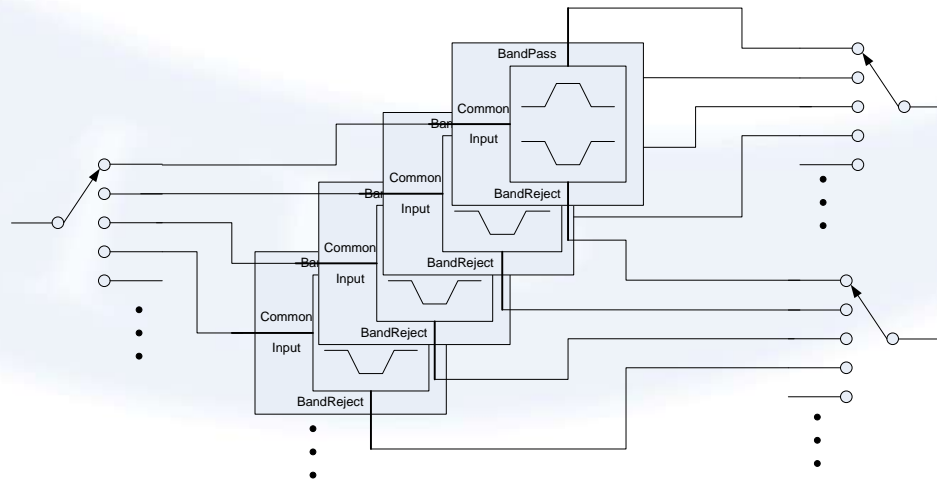 BandPass
Common
Input
BandReject
Common
Input
BandReject
Common
Input
BandReject
Common
Input
BandReject